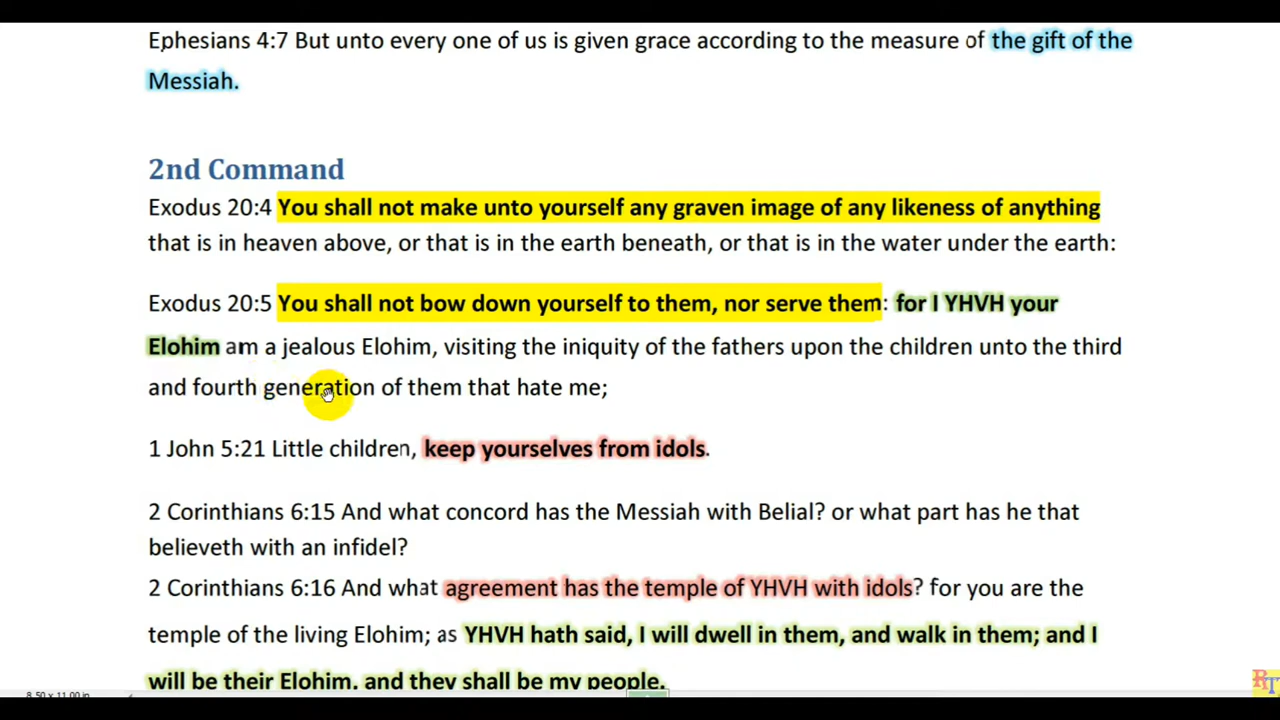 Ephesians 4:7 But unto every one of us is given grace according to the measure of the gift of the
Messiah.
2nd Command
Exodus 20:4 You shall not make unto yourself any graven image of any likeness of anything
that is in heaven above, or that is in the earth beneath, or that is in the water under the earth:
Exodus 20:5 You shall not bow down yourself to them, nor serve them: for I YHVH your
Elohim am a jealous Elohim, visiting the iniquity of the fathers upon the children unto the third
and fourth generation of them that hate me;
1 John 5:21 Little children, keep yourselves from idols.
2 Corinthians 6:15 And what concord has the Messiah with Belial? or what part has he that
believeth with an infidel?
2 Corinthians 6:16 And what agreement has the temple of YHVH with idols? for you are the
temple of the living Elohim; as YHVH hath said, I will dwell in them, and walk in them; and I
will be their Elohim, and they shall be my people.
8.50 x 11.00 in
RT